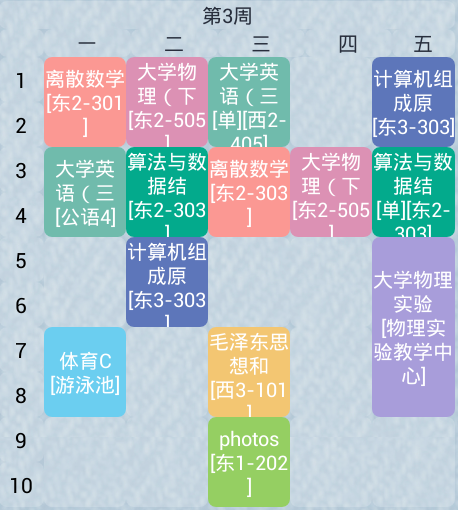 第3周
一 二 三 四 五
1
2
3
4
5
6
7
8
9
10
离散数学
[东2-301
]
大学物
理（下
[东2-505
]
大学英
语（三
[单][西2-
405]
计算机组
成原
[东3-303]
大学英
语（三
[公语4]
算法与数
据结
[东2-303
]
离散数学
[东2-303
]
大学物
理（下
[东2-505
]
算法与数
据结
[单][东2-
303]
计算机组
成原
[东3-303
]
大学物理
实验
[物理实
验教学中
心]
体育C
[游泳池]
毛泽东思
想和
[西3-101
]
photos
[东1-202
]